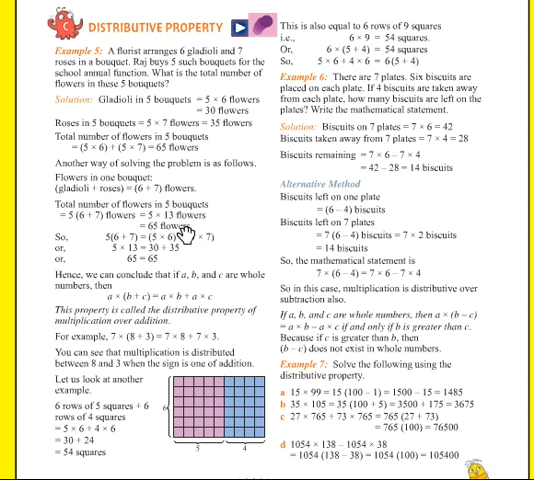 C DISTRIBUTIVE PROPERTY
Example 5: A florist arranges 6 gladioli and 7
roses in a bouquet. Raj buys 5 such bouquets for the
school annual function. What is the total number of
flowers in these 5 bouquets?
Solution: Gladioli in 5 bouquets = 5 × 6 flowers
= 30 flowers
Roses in 5 bouquets = 5 × 7 flowers = 35 flowers
Total number of flowers in 5 bouquets
= (5 × 6) + (5 × 7) = 65 flowers
Another way of solving the problem is as follows.
Flowers in one bouquet:
(gladioli + roses) = (6 + 7) flowers.
Total number of flowers in 5 bouquets
= 5 (6 + 7) flowers = 5 × 13 flowers
= 65 flowers
So, 5(6 + 7) = (5 × 6) × 7)
or, 5 × 13 = 30 + 35
or, 65 = 65
Hence, we can conclude that if a, b, and c are whole
numbers, then
a × (b + c) = a × b + a × c
This property is called the distributive property of
multiplication over addition.
For example, 7 × (8 + 3) = 7 × 8 + 7 × 3.
You can see that multiplication is distributed
between 8 and 3 when the sign is one of addition.
Let us look at another
example.
6 rows of 5 squares + 6
rows of 4 squares
= 5 × 6 + 4 × 6
= 30 + 24
= 54 squares
6
5 4
This is also equal to 6 rows of 9 squares
i.e., 6 × 9 = 54 squares.
Or, 6 × (5 + 4) = 54 squares
So, 5 × 6 + 4 × 6 = 6(5 + 4)
Example 6: There are 7 plates. Six biscuits are
placed on each plate. If 4 biscuits are taken away
from each plate, how many biscuits are left on the
plates? Write the mathematical statement.
Solution: Biscuits on 7 plates = 7 × 6 = 42
Biscuits taken away from 7 plates = 7 × 4 = 28
Biscuits remaining = 7 × 6 – 7 × 4
= 42 – 28 = 14 biscuits
Alternative Method
Biscuits left on one plate
= (6 – 4) biscuits
Biscuits left on 7 plates
= 7 (6 – 4) biscuits = 7 × 2 biscuits
= 14 biscuits
So, the mathematical statement is
7 × (6 – 4) = 7 × 6 – 7 × 4
So in this case, multiplication is distributive over
subtraction also.
If a, b, and c are whole numbers, then a × (b – c)
= a × b – a × c if and only if b is greater than c.
Because if c is greater than b, then
(b – c) does not exist in whole numbers.
Example 7: Solve the following using the
distributive property.
a 15 × 99 = 15 (100 – 1) = 1500 – 15 = 1485
b 35 × 105 = 35 (100 + 5) = 3500 + 175 = 3675
c 27 × 765 + 73 × 765 = 765 (27 + 73)
= 765 (100) = 76500
d 1054 × 138 – 1054 × 38
= 1054 (138 – 38) = 1054 (100) = 105400